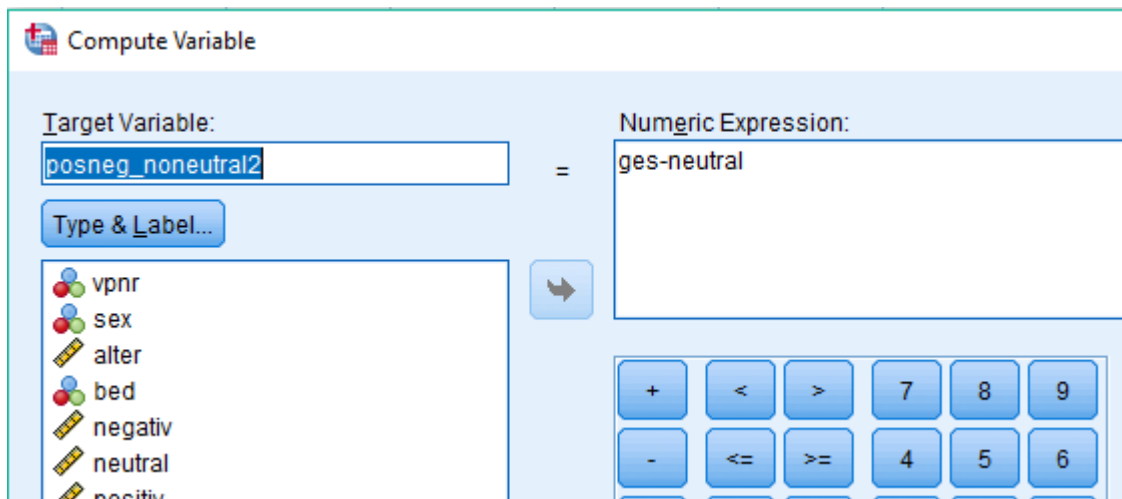 Compute Variable
Target Variable:
posneg_noneutral2
=
Numeric Expression:
ges-neutral
Type & Label...
vpnr
sex
alter
bed
negativ
neutral
positiv
+ < > 7 8 9
- <= >= 4 5 6